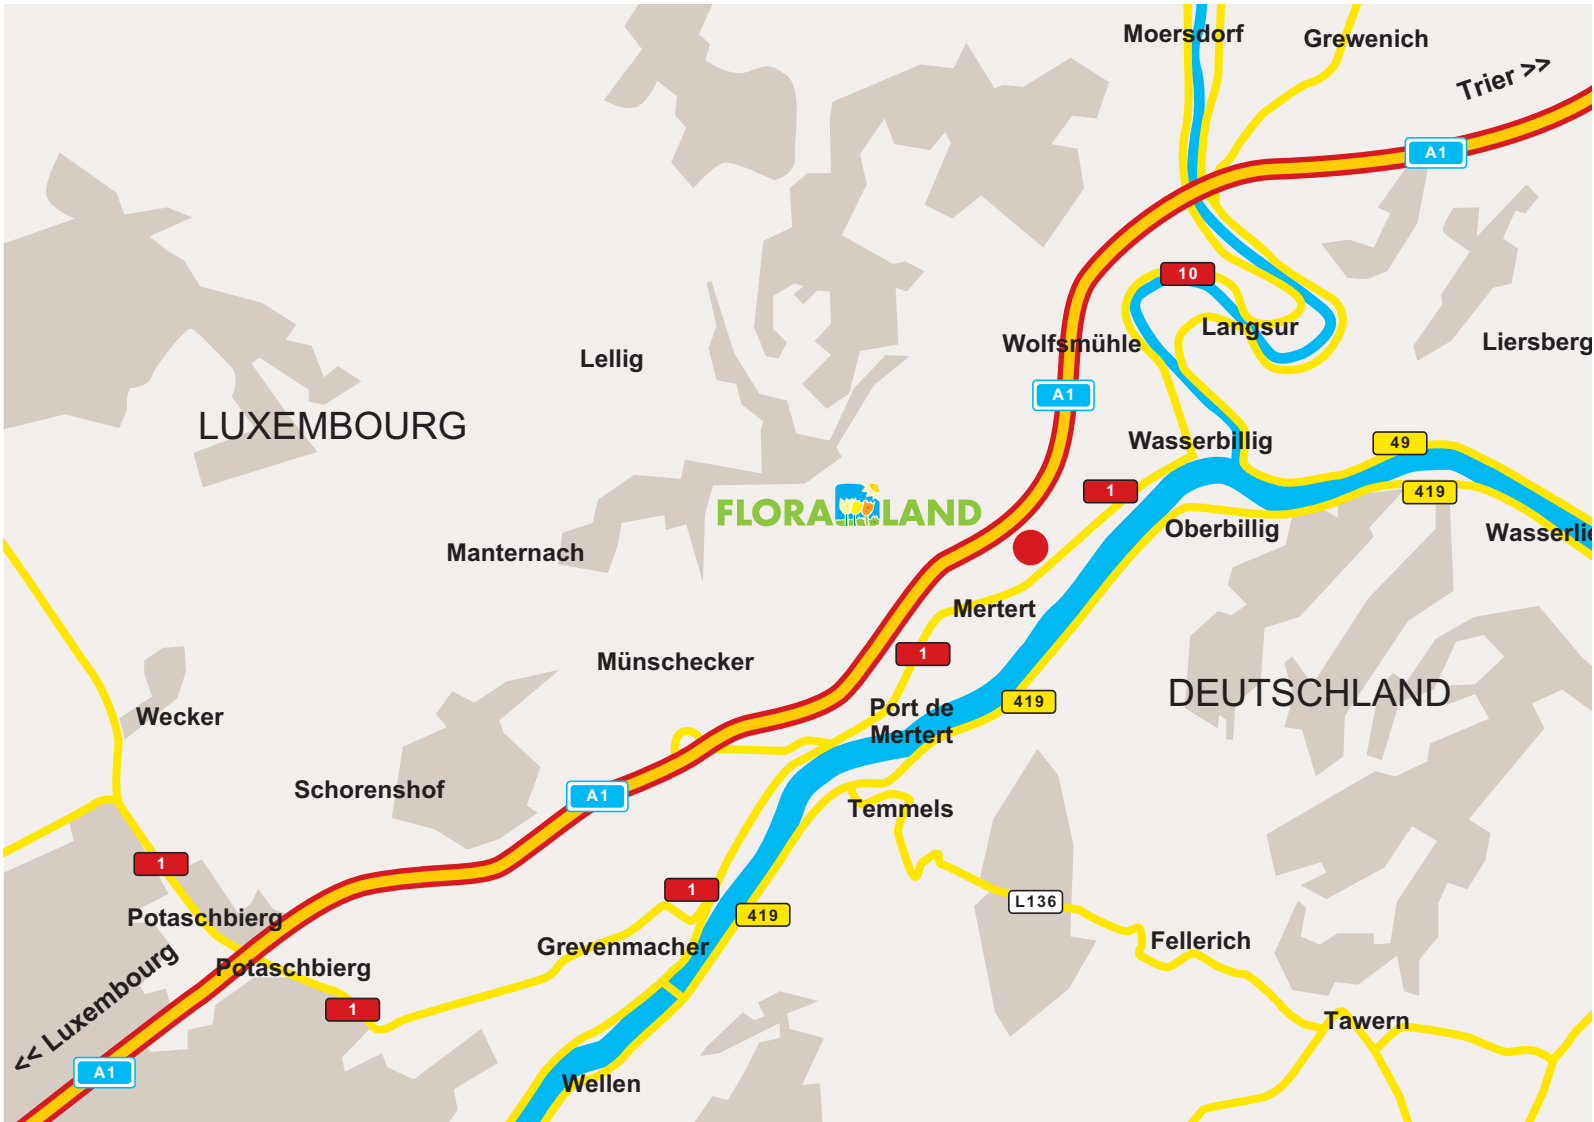 Moersdorf
Grewenich
Trier >>
A1
10
Langsur
Wolfsmühle
Liersberg
Lellig
A1
LUXEMBOURG
Wasserbillig
49
1
419
FLORALAND
Oberbillig
Wasserlie
Manternach
Mertert
1
Münschecker
DEUTSCHLAND
419
Port de
Mertert
Wecker
Schorenshof
A1
Temmels
1
1
L136
419
Potaschbierg
Fellerich
Grevenmacher
Potaschbierg
<< Luxembourg
1
Tawern
A1
Wellen